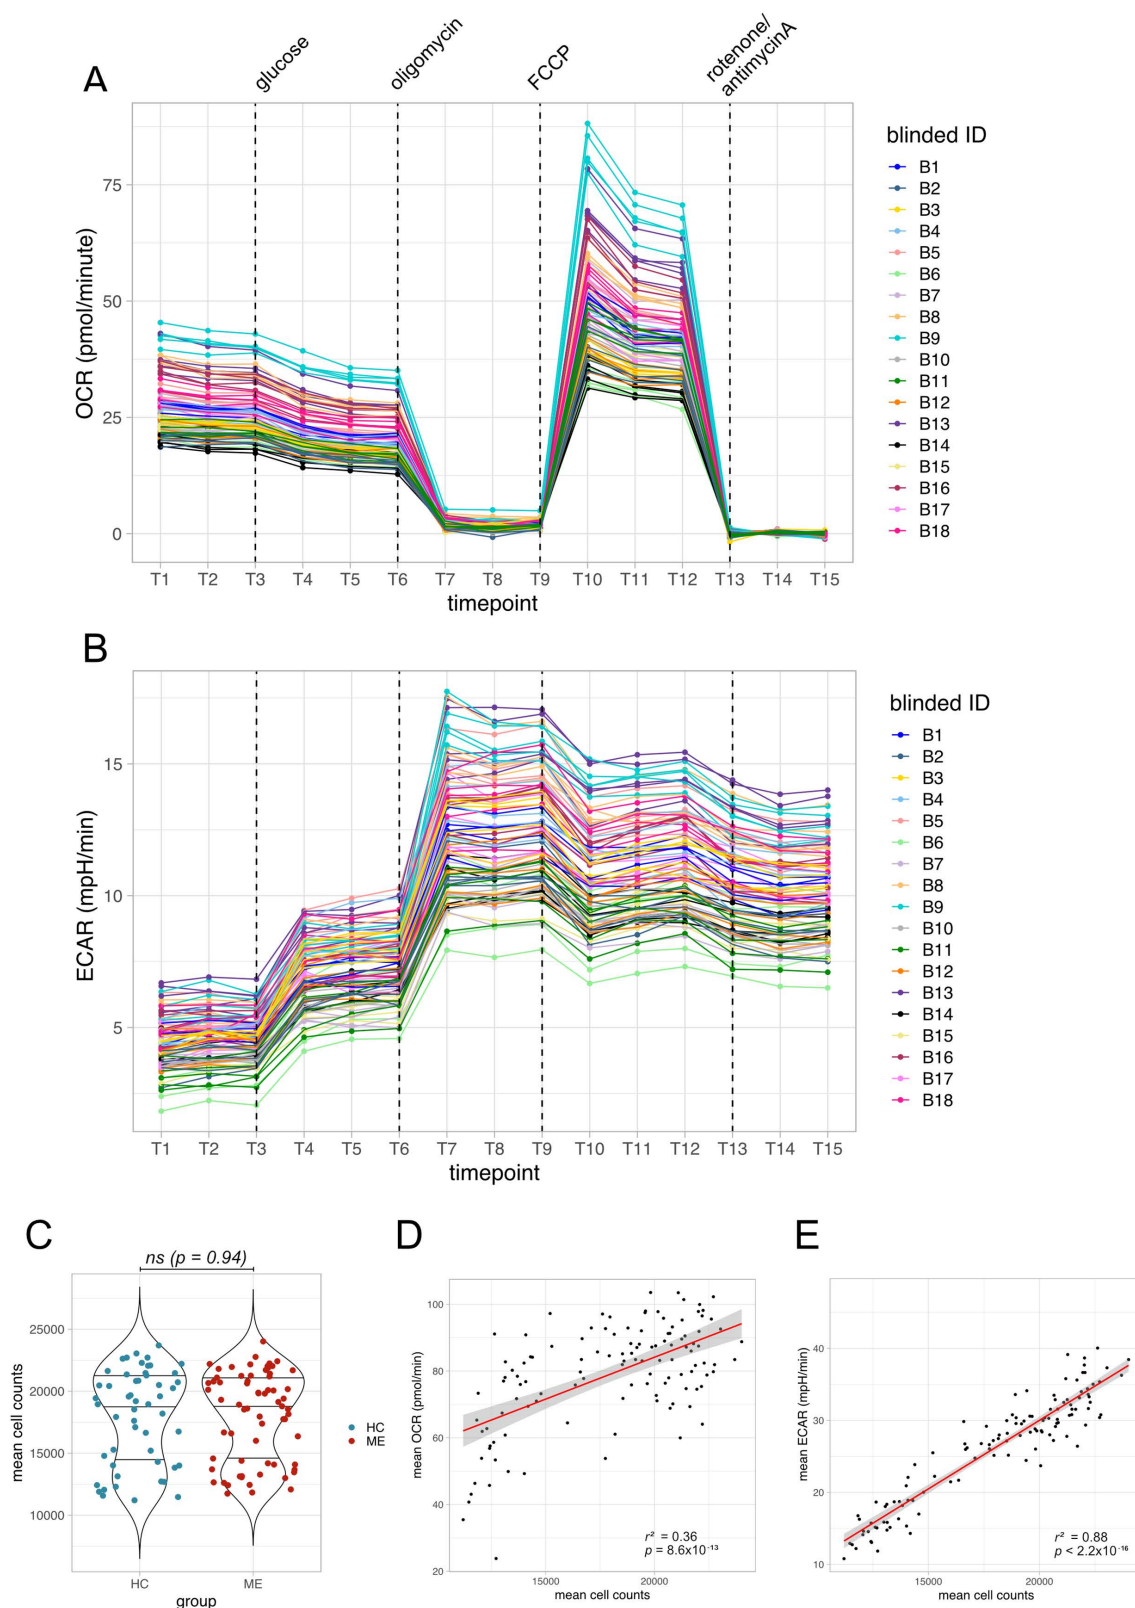 A
glucose
oligomycin
FCCP
rotenone/
antimycinA
OCR (pmol/minute)
75
50
25
0
T1 T2 T3 T4 T5 T6 T7 T8 T9 T10 T11 T12 T13 T14 T15
timepoint
blinded ID
B1
B2
B3
B4
B5
B6
B7
B8
B9
B10
B11
B12
B13
B14
B15
B16
B17
B18
B
ECAR (mpH/min)
15
10
5
T1 T2 T3 T4 T5 T6 T7 T8 T9 T10 T11 T12 T13 T14 T15
timepoint
blinded ID
B1
B2
B3
B4
B5
B6
B7
B8
B9
B10
B11
B12
B13
B14
B15
B16
B17
B18
C
ns (p = 0.94)
mean cell counts
25000
20000
15000
10000
HC ME
group
HC
ME
D
mean OCR (pmol/min)
100
80
60
40
20
r² = 0.36
p = 8.6x10⁻¹³
15000 20000
mean cell counts
E
mean ECAR (mpH/min)
40
30
20
10
r² = 0.88
p < 2.2x10⁻¹⁶
15000 20000
mean cell counts